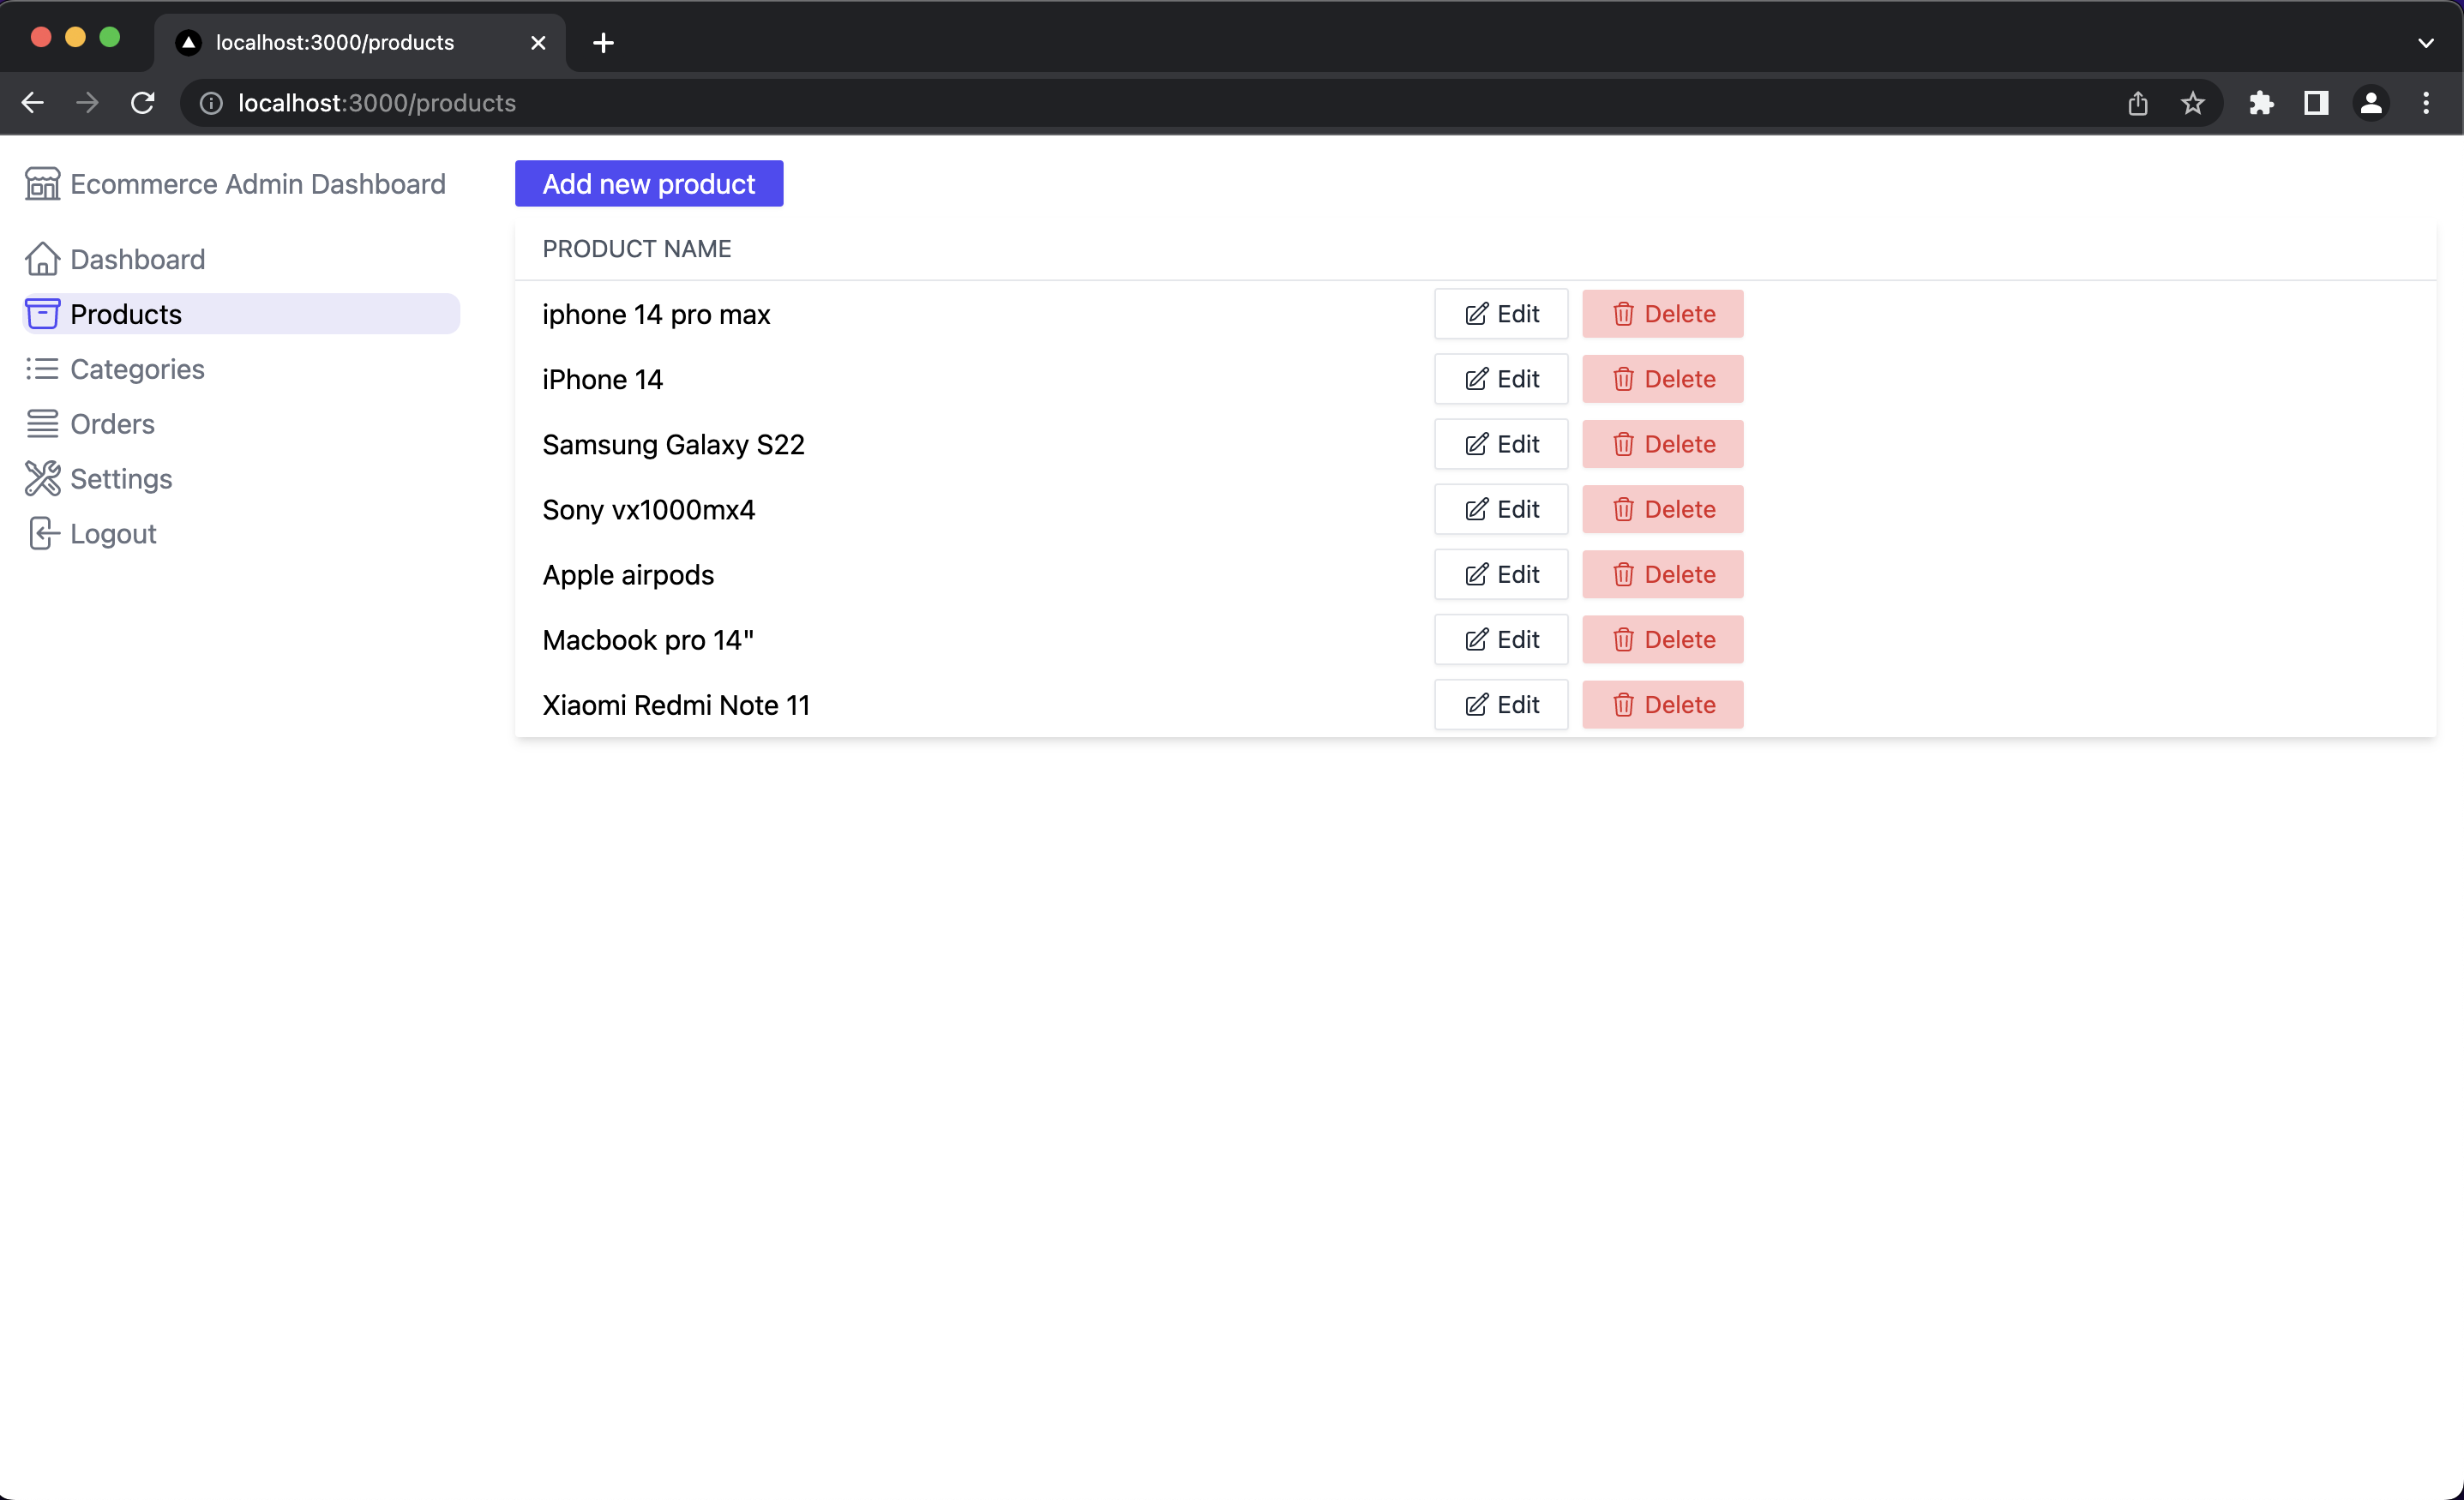 localhost:3000/products
localhost:3000/products
Ecommerce Admin Dashboard
Dashboard
Products
Categories
Orders
Settings
Logout
Add new product
PRODUCT NAME
iphone 14 pro max Edit Delete
iPhone 14 Edit Delete
Samsung Galaxy S22 Edit Delete
Sony vx1000mx4 Edit Delete
Apple airpods Edit Delete
Macbook pro 14" Edit Delete
Xiaomi Redmi Note 11 Edit Delete